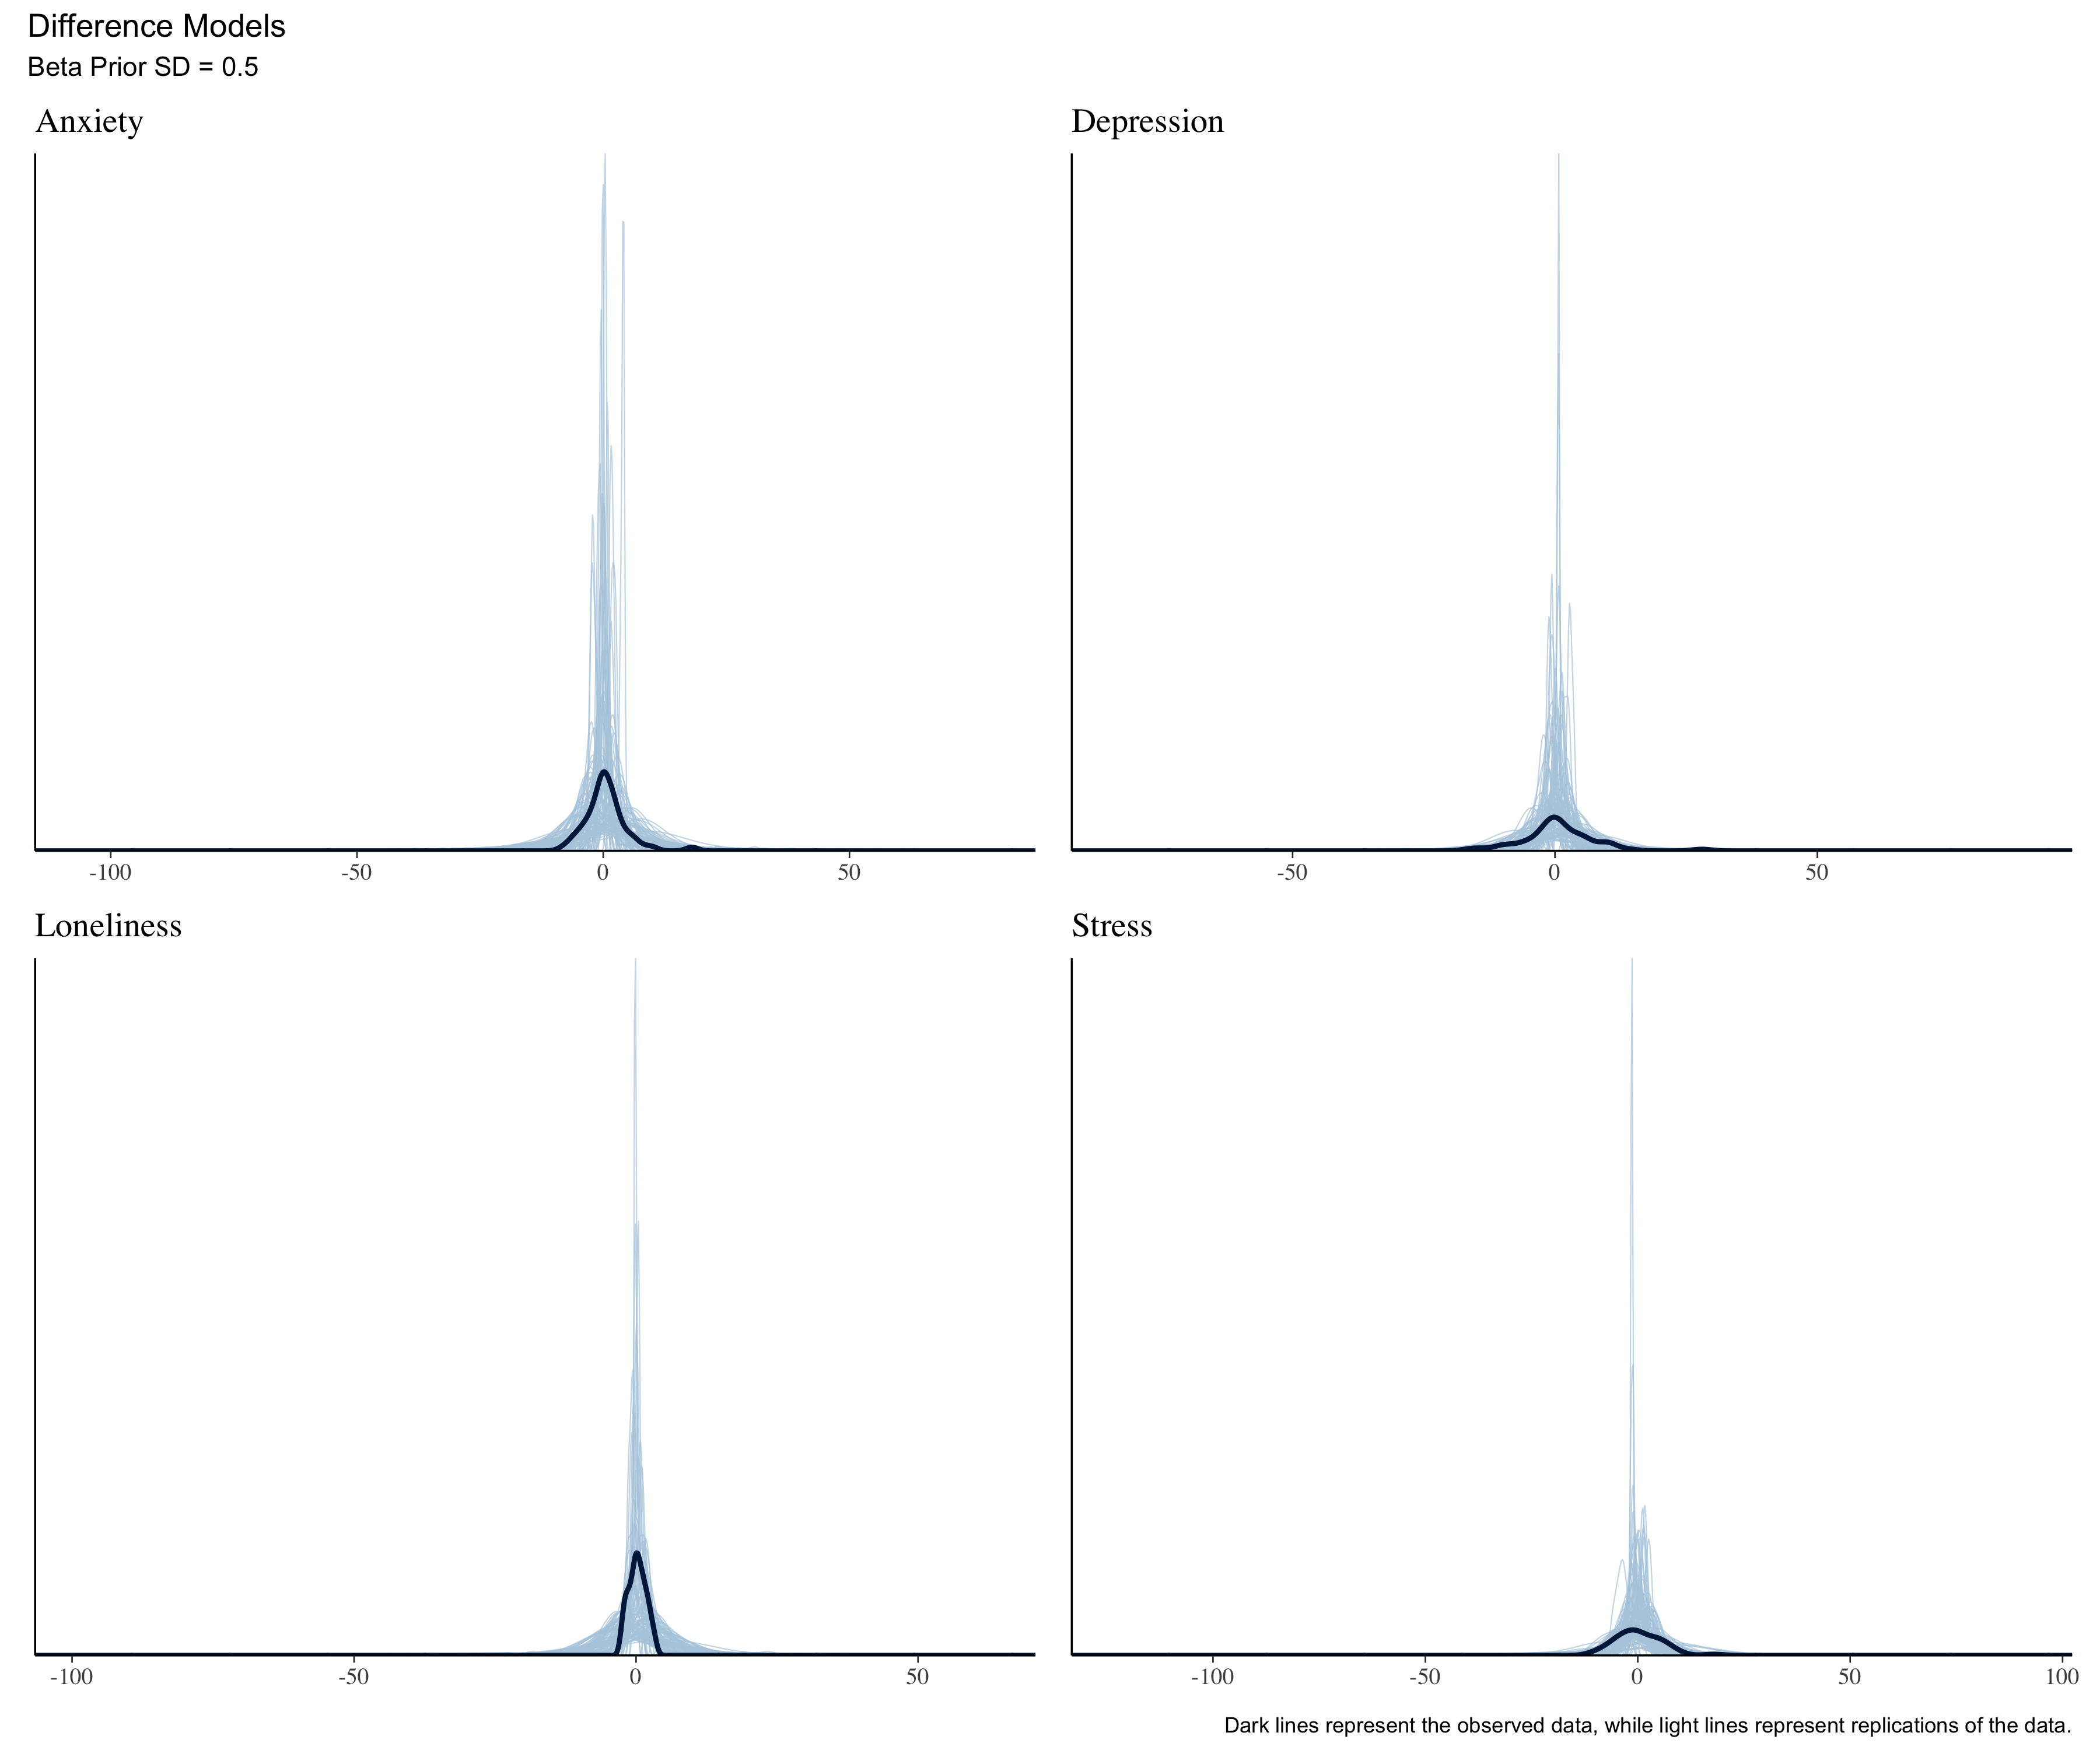 Difference Models
Beta Prior SD = 0.5
Anxiety
-100 -50 0 50
Depression
-50 0 50
Loneliness
-100 -50 0 50
Stress
-100 -50 0 50 100
Dark lines represent the observed data, while light lines represent replications of the data.